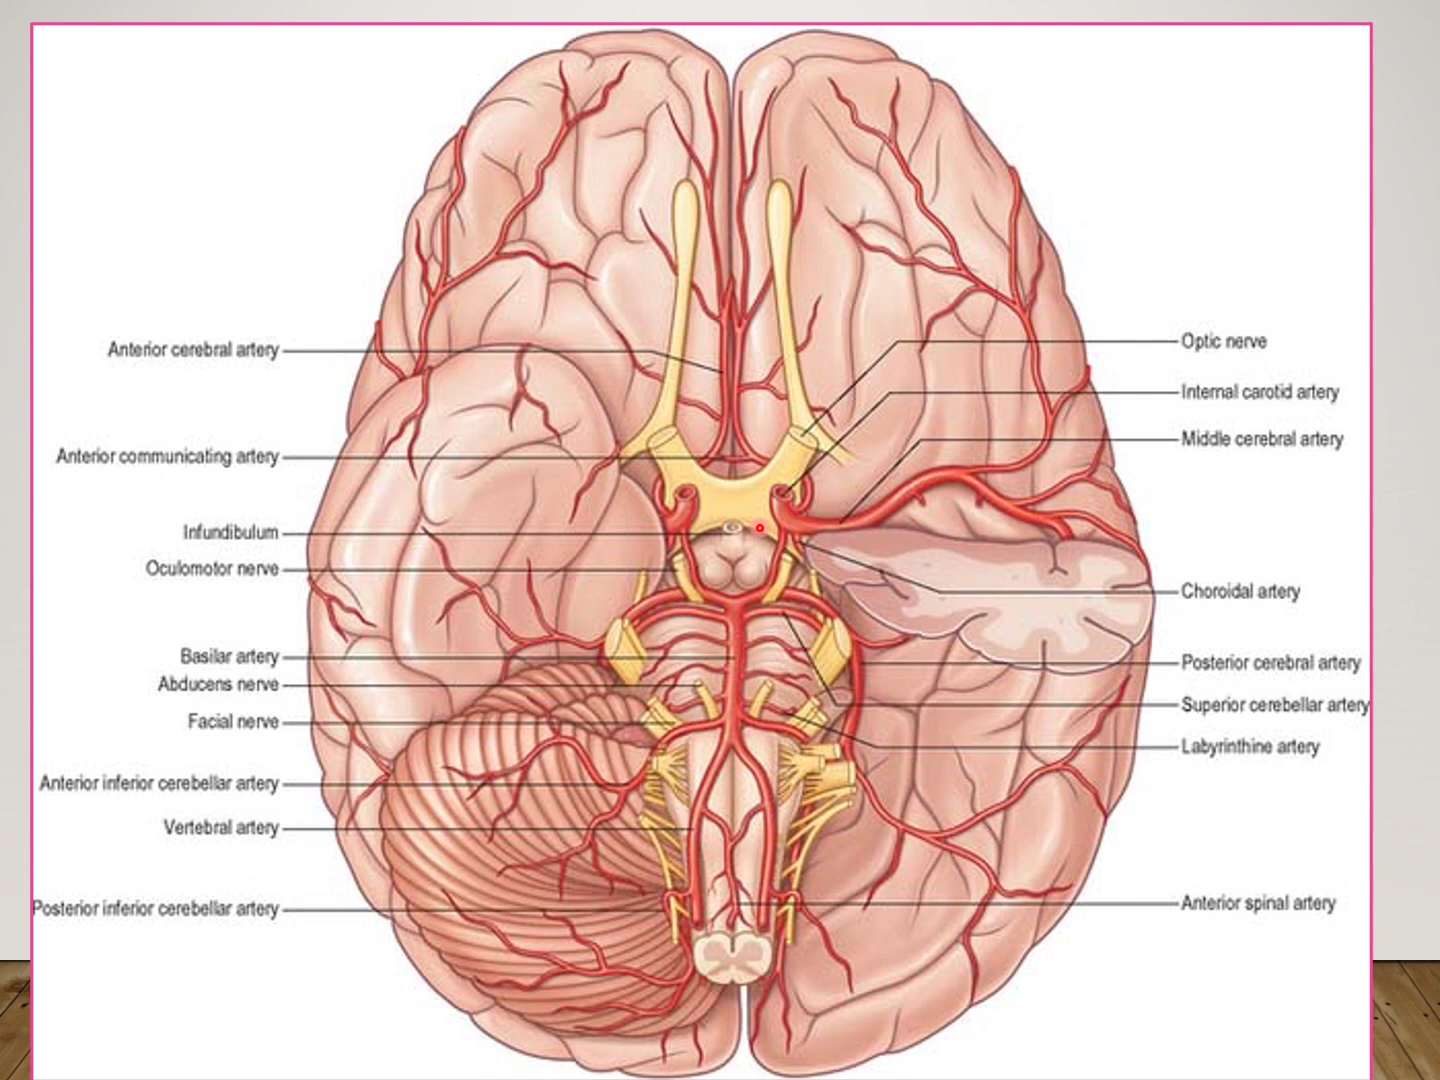 Anterior cerebral artery
Anterior communicating artery
Infundibulum
Oculomotor nerve
Basilar artery
Abducens nerve
Facial nerve
Anterior inferior cerebellar artery
Vertebral artery
Posterior inferior cerebellar artery
Optic nerve
Internal carotid artery
Middle cerebral artery
Choroidal artery
Posterior cerebral artery
Superior cerebellar artery
Labyrinthine artery
Anterior spinal artery